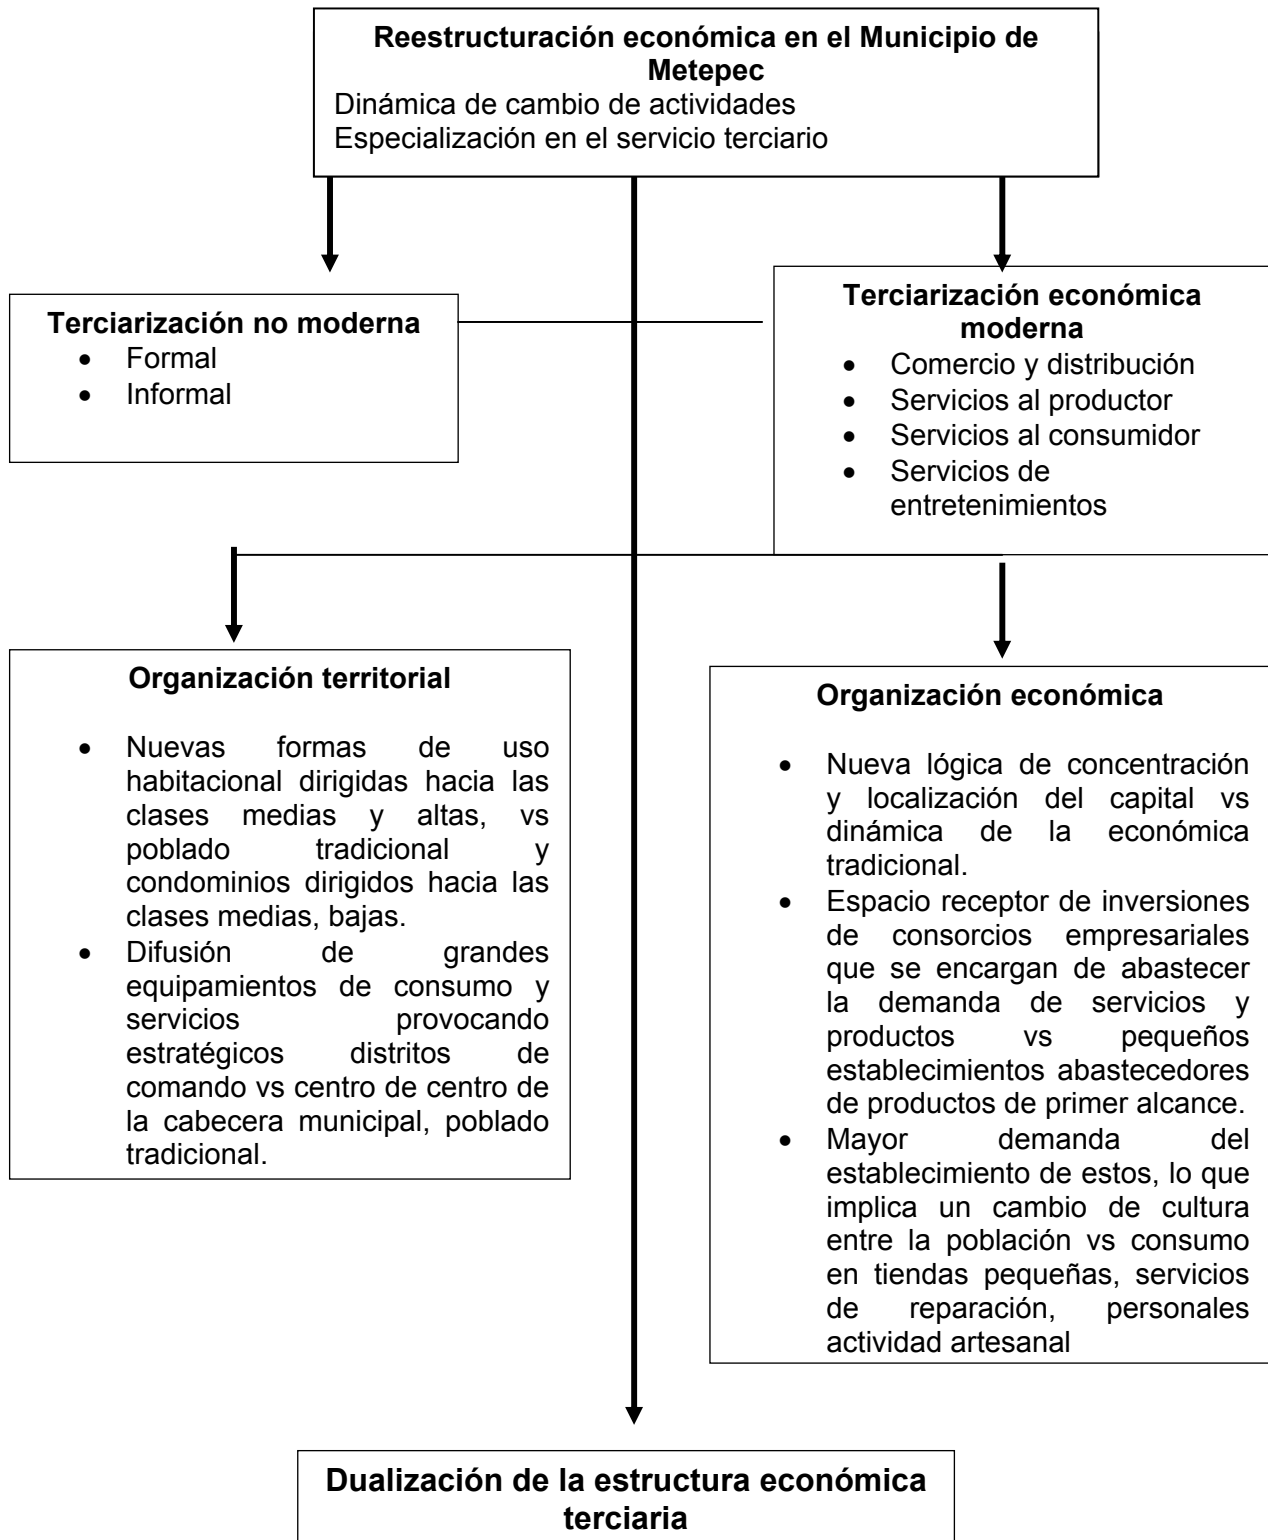 Reestructuración económica en el Municipio de
Metepec
Dinámica de cambio de actividades
Especialización en el servicio terciario
Terciarización no moderna
• Formal
• Informal
Terciarización económica
moderna
• Comercio y distribución
• Servicios al productor
• Servicios al consumidor
• Servicios de
entretenimientos
Organización territorial
• Nuevas formas de uso
habitacional dirigidas hacia las
clases medias y altas, vs
poblado tradicional y
condominios dirigidos hacia las
clases medias, bajas.
• Difusión de grandes
equipamientos de consumo y
servicios provocando
estratégicos distritos de
comando vs centro de centro de
la cabecera municipal, poblado
tradicional.
Organización económica
• Nueva lógica de concentración
y localización del capital vs
dinámica de la económica
tradicional.
• Espacio receptor de inversiones
de consorcios empresariales
que se encargan de abastecer
la demanda de servicios y
productos vs pequeños
establecimientos abastecedores
de productos de primer alcance.
• Mayor demanda del
establecimiento de estos, lo que
implica un cambio de cultura
entre la población vs consumo
en tiendas pequeñas, servicios
de reparación, personales
actividad artesanal
Dualización de la estructura económica
terciaria